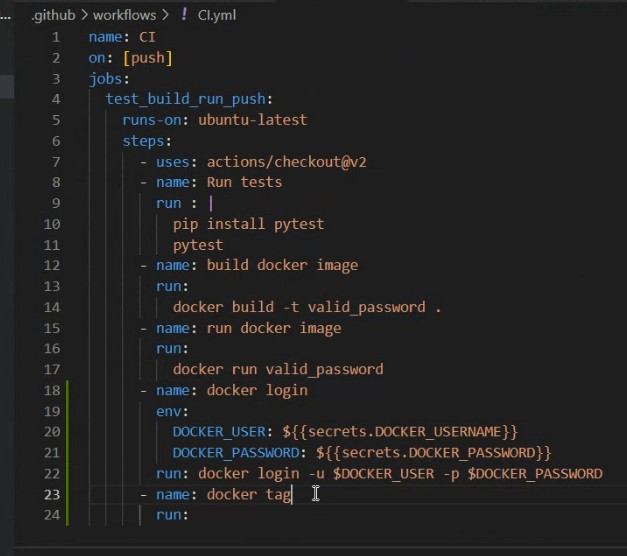 ... .github > workflows > ! CI.yml
1 name: CI
2 on: [push]
3 jobs:
4   test_build_run_push:
5     runs-on: ubuntu-latest
6     steps:
7       - uses: actions/checkout@v2
8       - name: Run tests
9         run : |
10           pip install pytest
11           pytest
12       - name: build docker image
13         run:
14           docker build -t valid_password .
15       - name: run docker image
16         run:
17           docker run valid_password
18       - name: docker login
19         env:
20           DOCKER_USER: ${{secrets.DOCKER_USERNAME}}
21           DOCKER_PASSWORD: ${{secrets.DOCKER_PASSWORD}}
22         run: docker login -u $DOCKER_USER -p $DOCKER_PASSWORD
23       - name: docker tag
24         run: